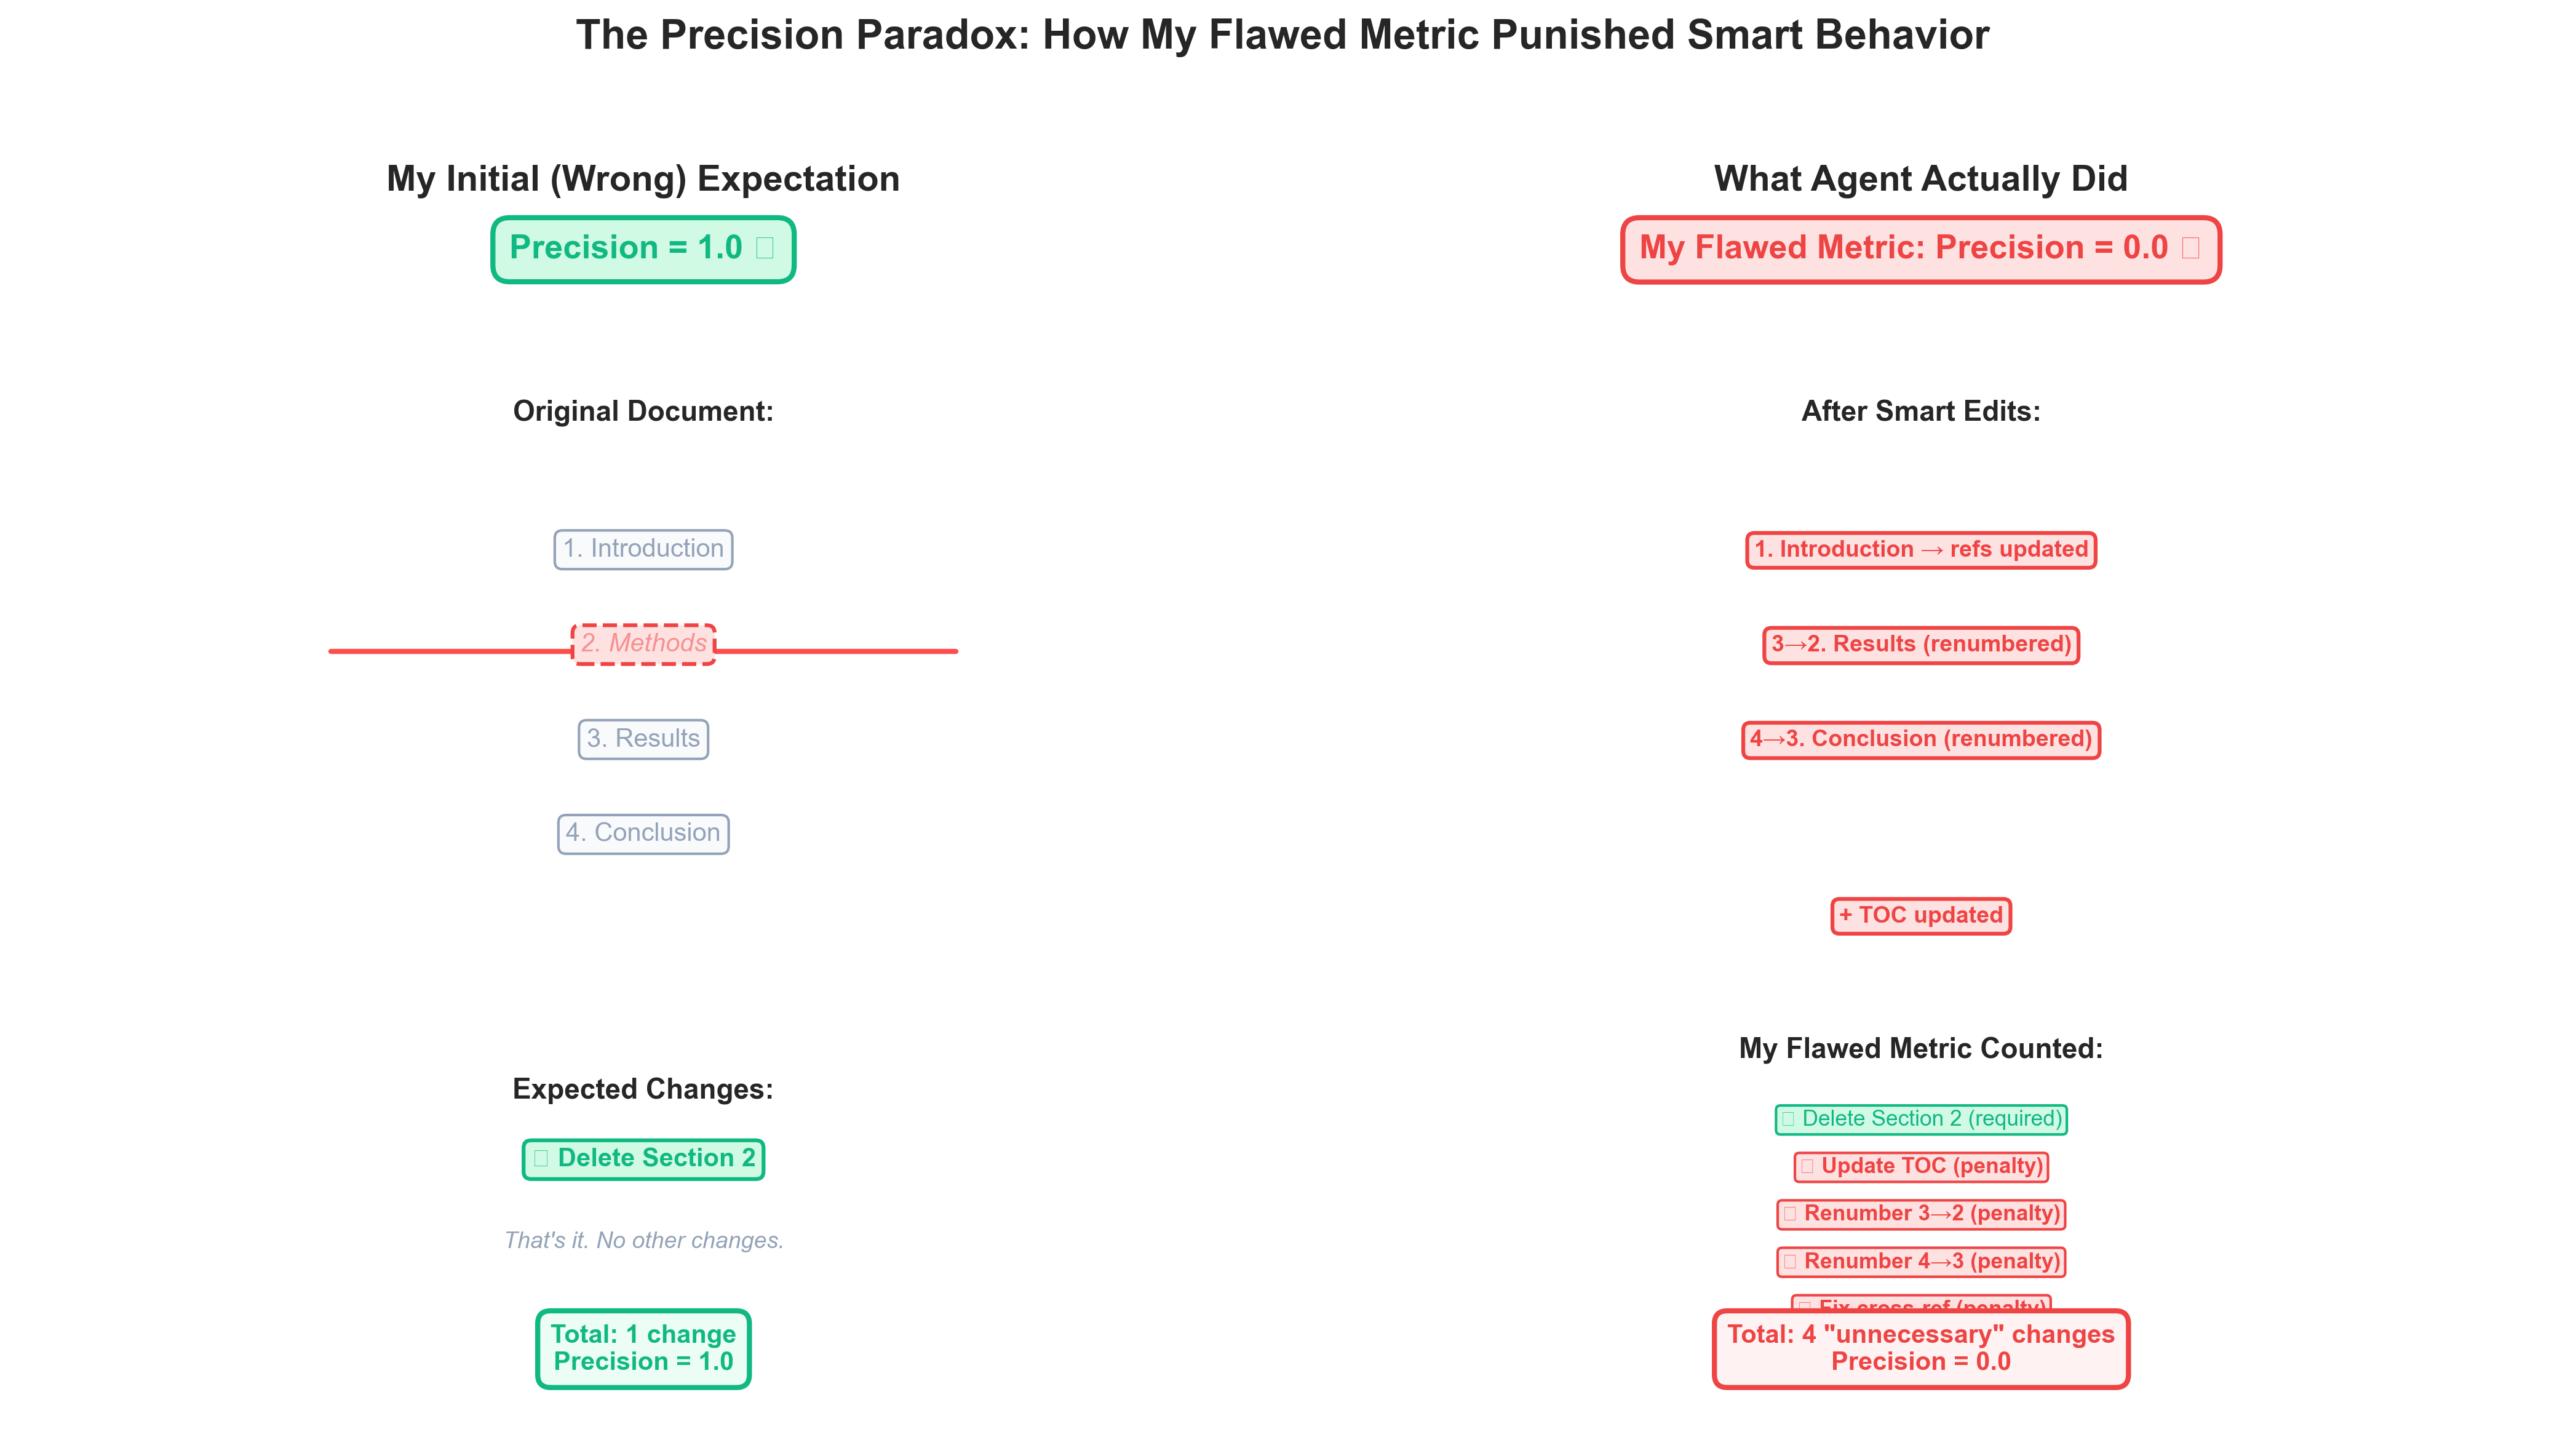 The Precision Paradox: How My Flawed Metric Punished Smart Behavior
My Initial (Wrong) Expectation
Precision = 1.0
Original Document:
1. Introduction
2. Methods
3. Results
4. Conclusion
Expected Changes:
Delete Section 2
That's it. No other changes.
Total: 1 change
Precision = 1.0
What Agent Actually Did
My Flawed Metric: Precision = 0.0
After Smart Edits:
1. Introduction → refs updated
3→2. Results (renumbered)
4→3. Conclusion (renumbered)
+ TOC updated
My Flawed Metric Counted:
Delete Section 2 (required)
Update TOC (penalty)
Renumber 3→2 (penalty)
Renumber 4→3 (penalty)
Fix cross-ref (penalty)
Total: 4 "unnecessary" changes
Precision = 0.0